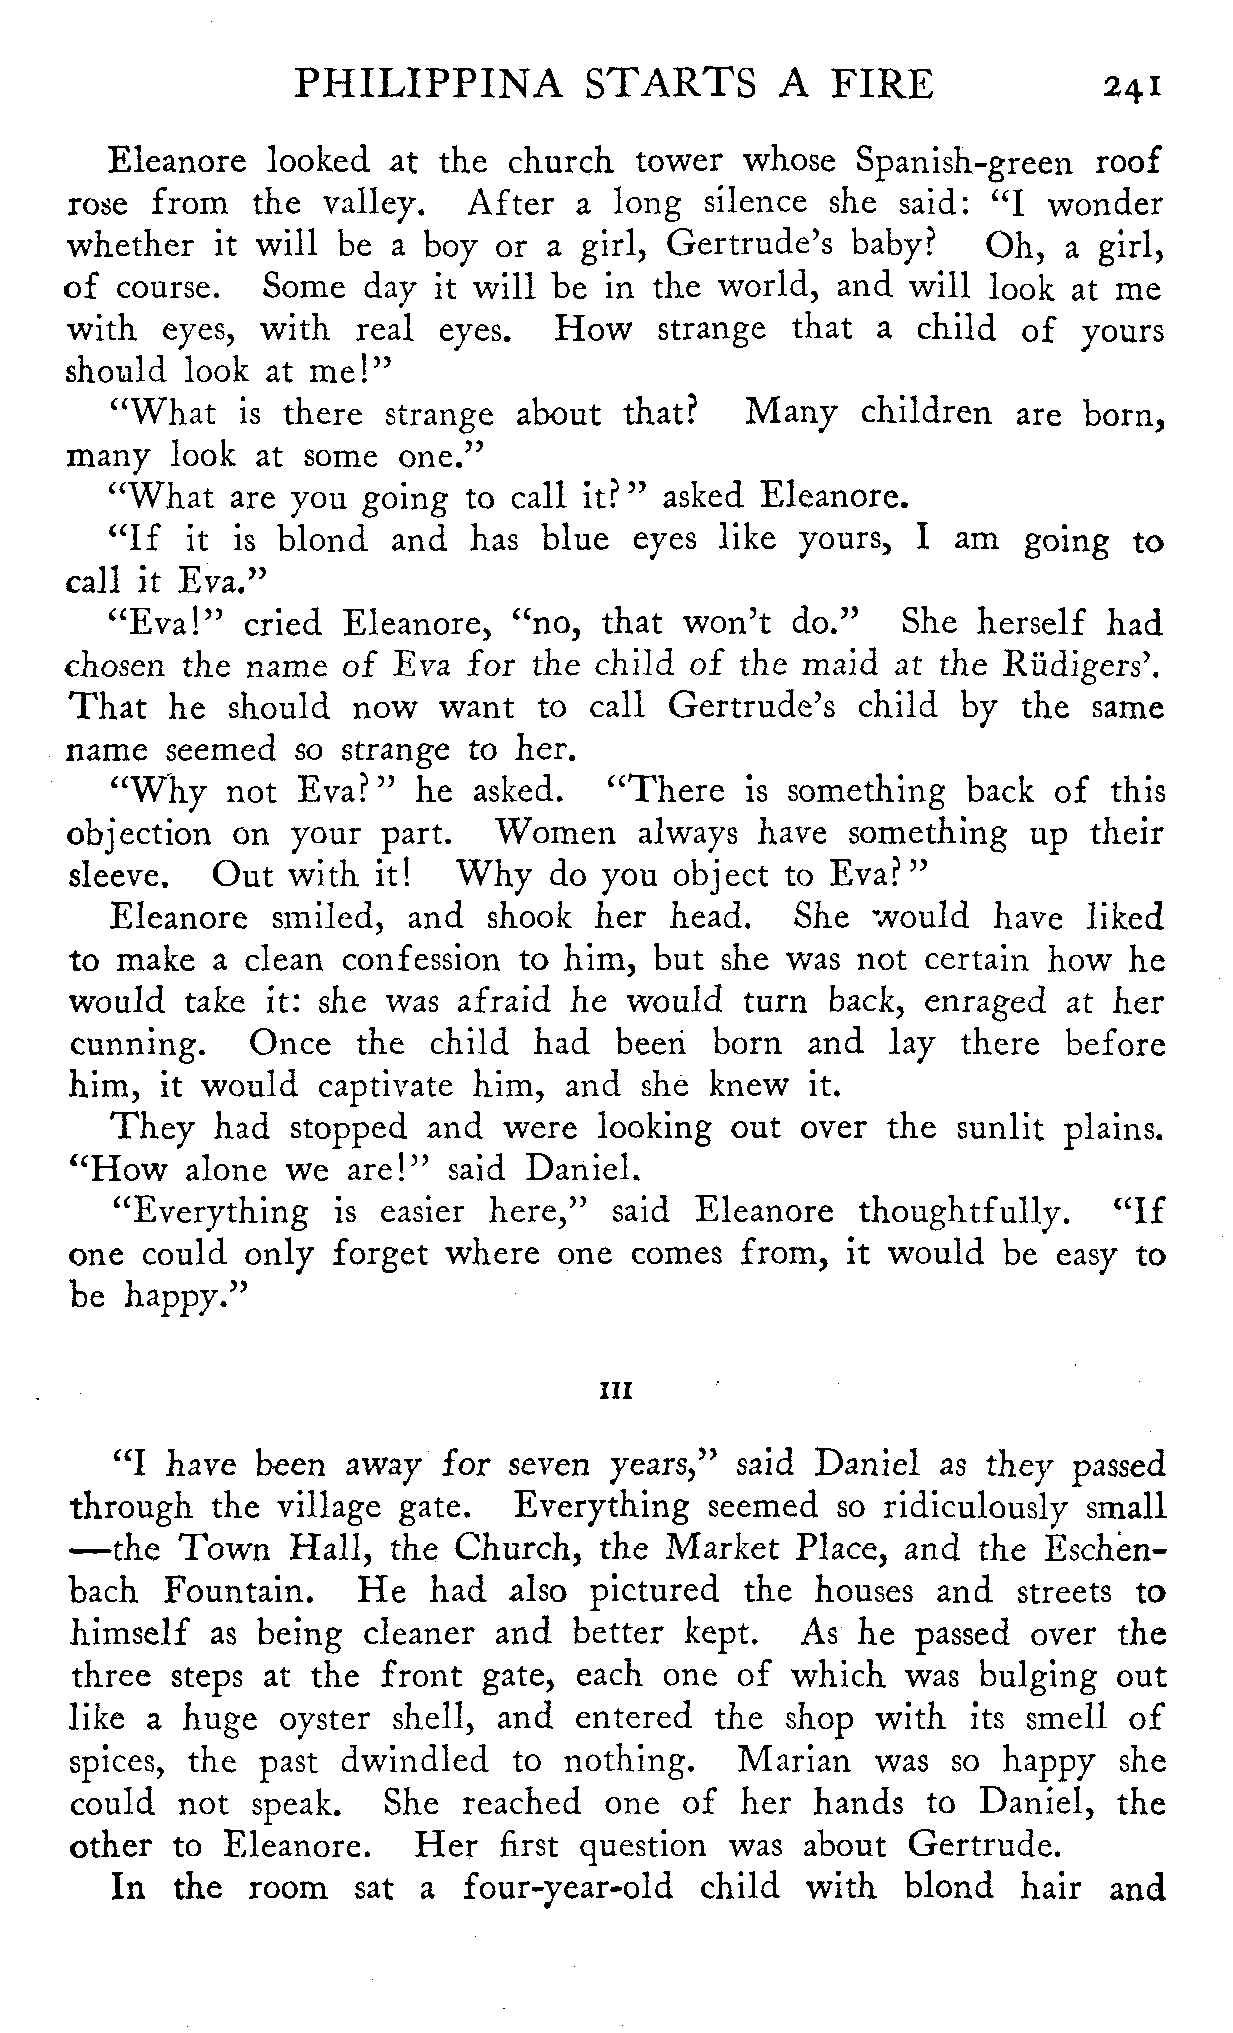 PHILIPPINA STARTS A FIRE 241
Eleanore looked at the church tower whose Spanish-green roof
rose from the valley. After a long silence she said: “I wonder
whether it will be a boy or a girl, Gertrude’s baby? Oh, a girl,
of course. Some day it will be in the world, and will look at me
with eyes, with real eyes. How strange that a child of yours
should look at me!”
“What is there strange about that? Many children are born,
many look at some one.”
“What are you going to call it?” asked Eleanore.
“If it is blond and has blue eyes like yours, I am going to
call it Eva.”
“Eva!” cried Eleanore, “no, that won’t do.” She herself had
chosen the name of Eva for the child of the maid at the Rüdigers’.
That he should now want to call Gertrude’s child by the same
name seemed so strange to her.
“Why not Eva?” he asked. “There is something back of this
objection on your part. Women always have something up their
sleeve. Out with it! Why do you object to Eva?”
Eleanore smiled, and shook her head. She would have liked
to make a clean confession to him, but she was not certain how he
would take it: she was afraid he would turn back, enraged at her
cunning. Once the child had been born and lay there before
him, it would captivate him, and she knew it.
They had stopped and were looking out over the sunlit plains.
“How alone we are!” said Daniel.
“Everything is easier here,” said Eleanore thoughtfully. “If
one could only forget where one comes from, it would be easy to
be happy.”
III
“I have been away for seven years,” said Daniel as they passed
through the village gate. Everything seemed so ridiculously small
—the Town Hall, the Church, the Market Place, and the Eschen-
bach Fountain. He had also pictured the houses and streets to
himself as being cleaner and better kept. As he passed over the
three steps at the front gate, each one of which was bulging out
like a huge oyster shell, and entered the shop with its smell of
spices, the past dwindled to nothing. Marian was so happy she
could not speak. She reached one of her hands to Daniel, the
other to Eleanore. Her first question was about Gertrude.
In the room sat a four-year-old child with blond hair and